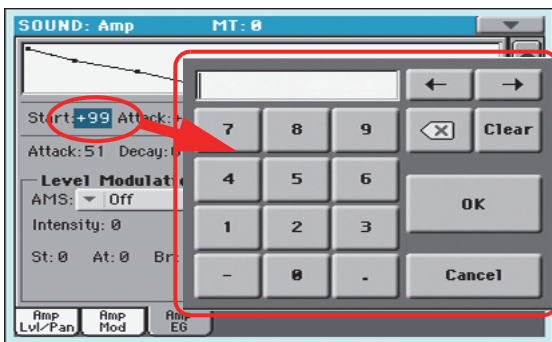 SOUND: Amp MT: 0
Start: +99 Attack:
Attack: 51 Decay:
Level
AMS: Off
Intensity: 0
St: 0 At: 0 Br:
7 8 9 Clear
4 5 6 OK
1 2 3
- 0 . Cancel
Amp Lvl/Pan Amp Mod Amp EG